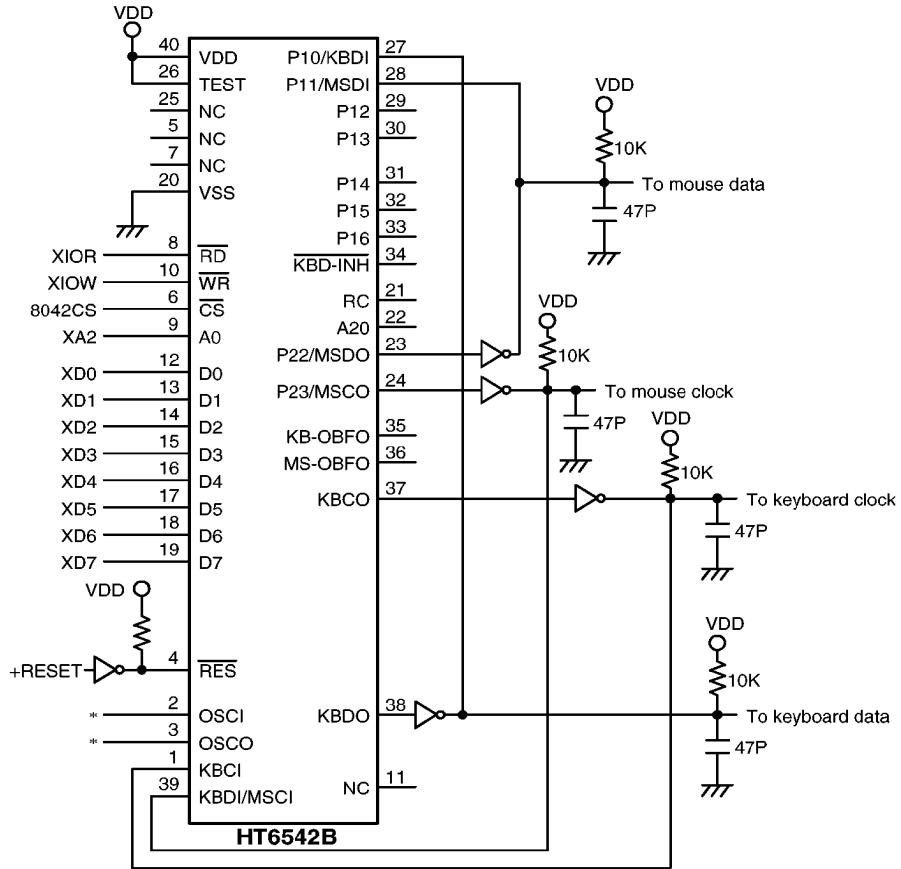 VDD
40 VDD P10/KBDI 27
26 TEST P11/MSDI 28
25 NC P12 29
VDD
5 NC P13 30
10K
7 NC
20 VSS P14 31 To mouse data
P15 32 47P
P16 33
XIOR 8 RD KBD-INH 34
XIOW 10 WR
8042CS 6 CS RC 21 VDD
XA2 9 A0 A20 22
P22/MSDO 23 10K
XD0 12 D0
XD1 13 D1 P23/MSCO 24 To mouse clock
XD2 14 D2 KB-OBFO 35 47P VDD
XD3 15 D3 MS-OBFO 36
XD4 16 D4 10K
XD5 17 D5 KBCO 37 To keyboard clock
XD6 18 D6 47P
XD7 19 D7
VDD
VDD
+RESET 4 RES
10K
* 2 OSCI KBDO 38 To keyboard data
* 3 OSCO 47P
1 KBCI
39 KBDI/MSCI NC 11
HT6542B